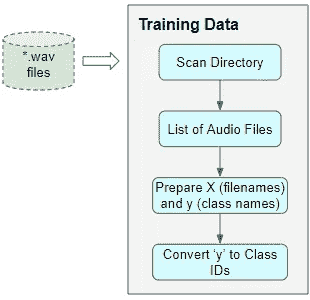 *.wav
files
Training Data
Scan Directory
List of Audio Files
Prepare X (filenames)
and y (class names)
Convert ‘y’ to Class
IDs